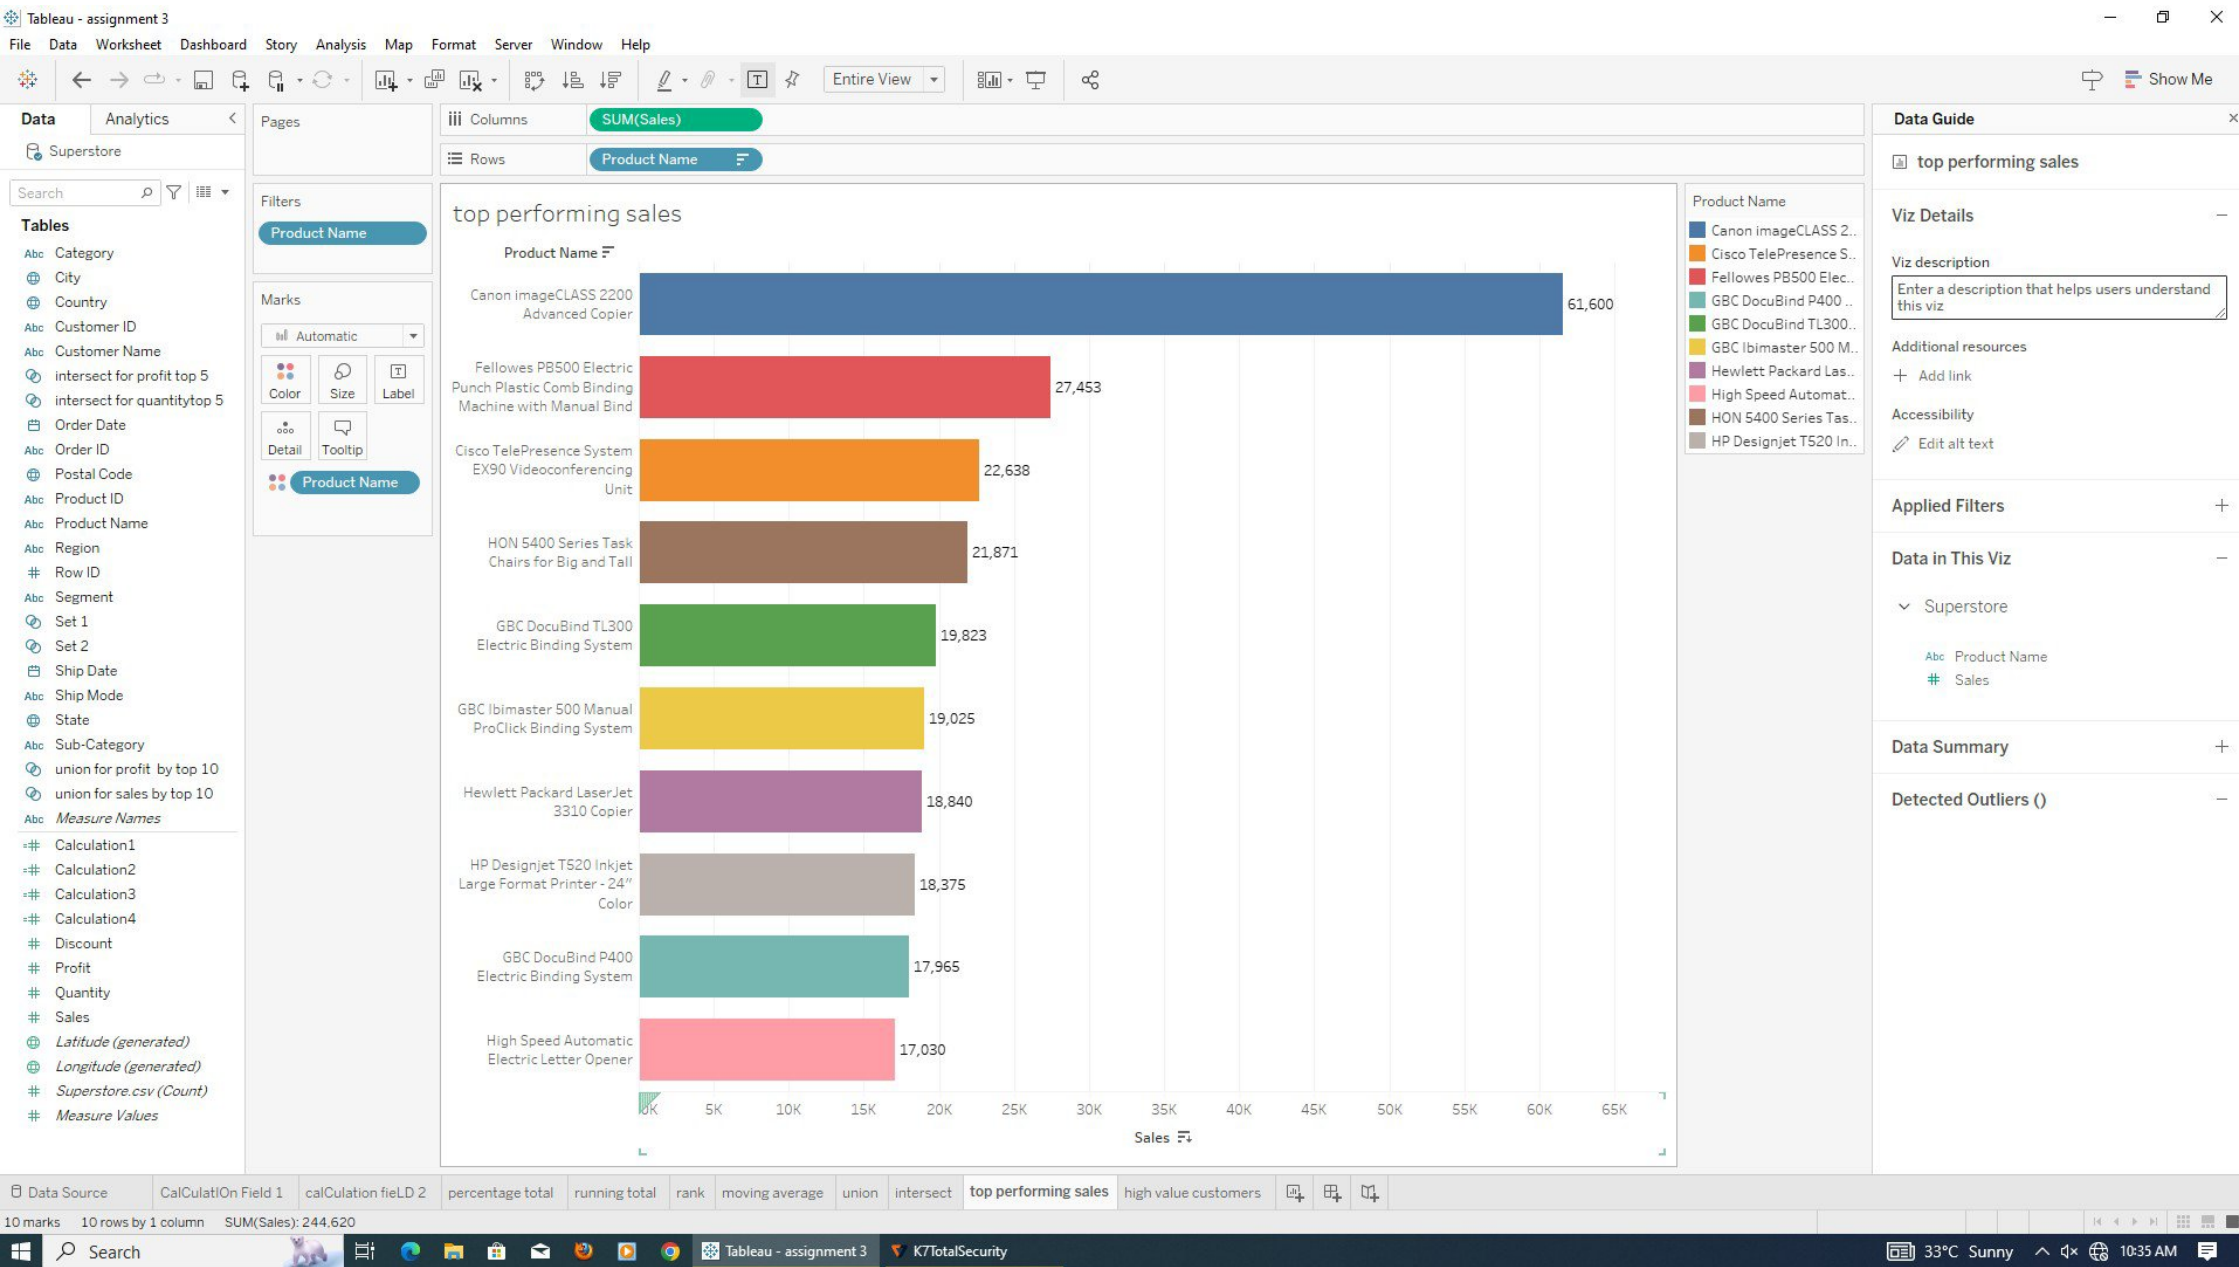 Tableau - assignment 3
File Data Worksheet Dashboard Story Analysis Map Format Server Window Help
Entire View
Show Me
Data Analytics
Superstore
Search
Tables
Abc Category
City
Country
Abc Customer ID
Abc Customer Name
intersect for profit top 5
intersect for quantitytop 5
Order Date
Abc Order ID
Postal Code
Abc Product ID
Abc Product Name
Abc Region
# Row ID
Abc Segment
Set 1
Set 2
Ship Date
Abc Ship Mode
State
Abc Sub-Category
union for profit by top 10
union for sales by top 10
Abc Measure Names
=# Calculation1
=# Calculation2
=# Calculation3
=# Calculation4
# Discount
# Profit
# Quantity
# Sales
Latitude (generated)
Longitude (generated)
# Superstore.csv (Count)
# Measure Values
Pages
Filters
Product Name
Marks
Automatic
Color Size Label
Detail Tooltip
Product Name
Columns SUM(Sales)
Rows Product Name
top performing sales
Product Name
Canon imageCLASS 2200
Advanced Copier
61,600
Fellowes PB500 Electric
Punch Plastic Comb Binding
Machine with Manual Bind
27,453
Cisco TelePresence System
EX90 Videoconferencing
Unit
22,638
HON 5400 Series Task
Chairs for Big and Tall
21,871
GBC DocuBind TL300
Electric Binding System
19,823
GBC Ibimaster 500 Manual
ProClick Binding System
19,025
Hewlett Packard LaserJet
3310 Copier
18,840
HP Designjet T520 Inkjet
Large Format Printer - 24"
Color
18,375
GBC DocuBind P400
Electric Binding System
17,965
High Speed Automatic
Electric Letter Opener
17,030
0K 5K 10K 15K 20K 25K 30K 35K 40K 45K 50K 55K 60K 65K
Sales
Product Name
Canon imageCLASS 2..
Cisco TelePresence S..
Fellowes PB500 Elec..
GBC DocuBind P400 ..
GBC DocuBind TL300..
GBC Ibimaster 500 M..
Hewlett Packard Las..
High Speed Automat..
HON 5400 Series Tas..
HP Designjet T520 In..
Data Guide
top performing sales
Viz Details
Viz description
Enter a description that helps users understand
this viz
Additional resources
Add link
Accessibility
Edit alt text
Applied Filters
Data in This Viz
Superstore
Abc Product Name
# Sales
Data Summary
Detected Outliers ()
Data Source CalCulatIOn Field 1 calCulation fieLD 2 percentage total running total rank moving average union intersect top performing sales high value customers
10 marks 10 rows by 1 column SUM(Sales): 244,620
Search Tableau - assignment 3 K7TotalSecurity 33°C Sunny 10:35 AM